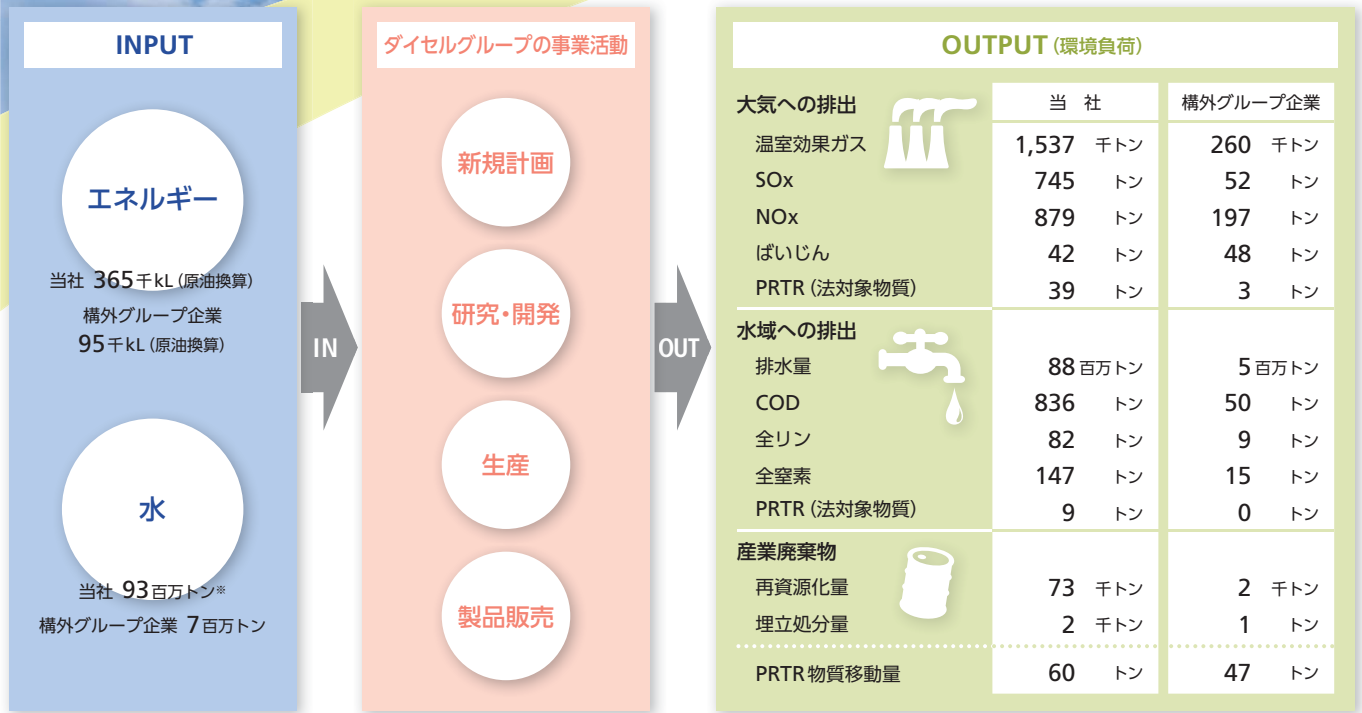 INPUT
エネルギー
当社 365千kL(原油換算)
構外グループ企業
95千kL(原油換算)
水
当社 93百万トン※
構外グループ企業 7百万トン
IN
ダイセルグループの事業活動
新規計画
研究・開発
生産
製品販売
OUT
OUTPUT(環境負荷)
大気への排出 当 社 構外グループ企業
温室効果ガス 1,537 千トン 260 千トン
SOx 745 トン 52 トン
NOx 879 トン 197 トン
ばいじん 42 トン 48 トン
PRTR(法対象物質) 39 トン 3 トン
水域への排出
排水量 88百万トン 5百万トン
COD 836 トン 50 トン
全リン 82 トン 9 トン
全窒素 147 トン 15 トン
PRTR(法対象物質) 9 トン 0 トン
産業廃棄物
再資源化量 73 千トン 2 千トン
埋立処分量 2 千トン 1 トン
PRTR物質移動量 60 トン 47 トン